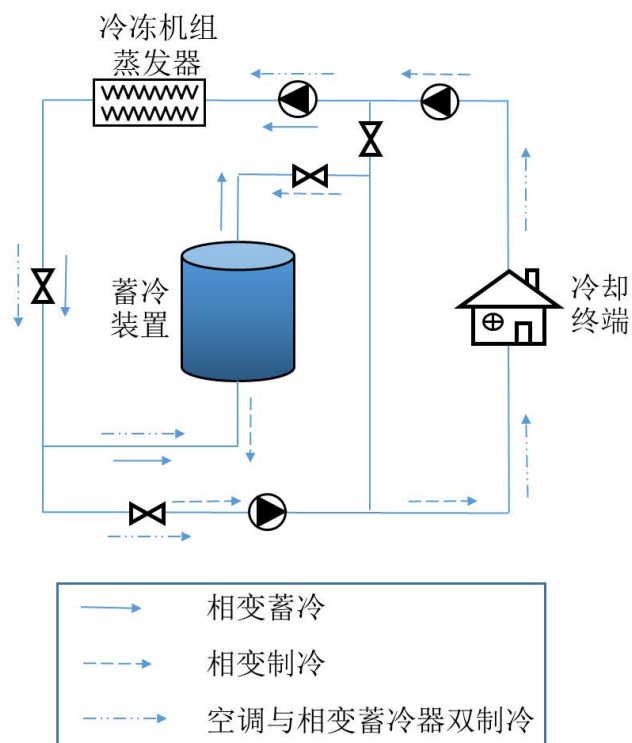 冷冻机组
蒸发器
蓄冷
装置
冷却
终端
相变蓄冷
相变制冷
空调与相变蓄冷器双制冷